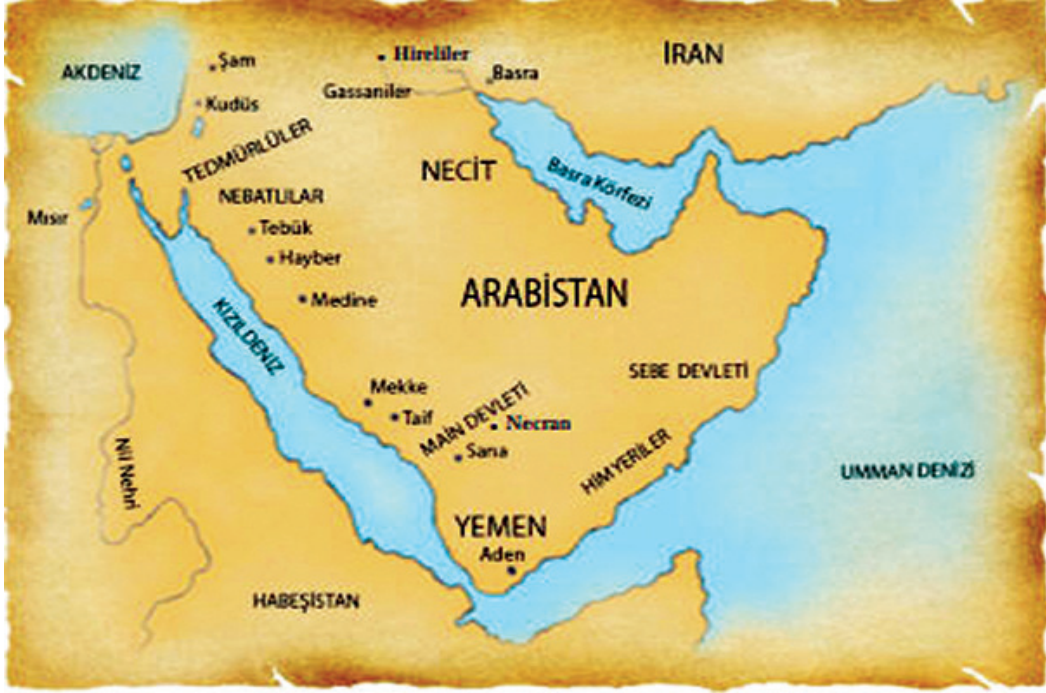 İRAN
Hireliler
Şam
AKDENİZ
Basra
Gassaniler
Kudüs
TEDMÜRLÜLER
NECİT
Basra Körfezi
NEBATLILAR
Mısır
Tebük
Hayber
ARABİSTAN
Medine
KIZILDENİZ
SEBE DEVLETİ
Mekke
Taif
MAİN DEVLETİ
Necran
Sana
HİMYERİLER
Nil Nehri
UMMAN DENİZİ
YEMEN
Aden
HABEŞİSTAN